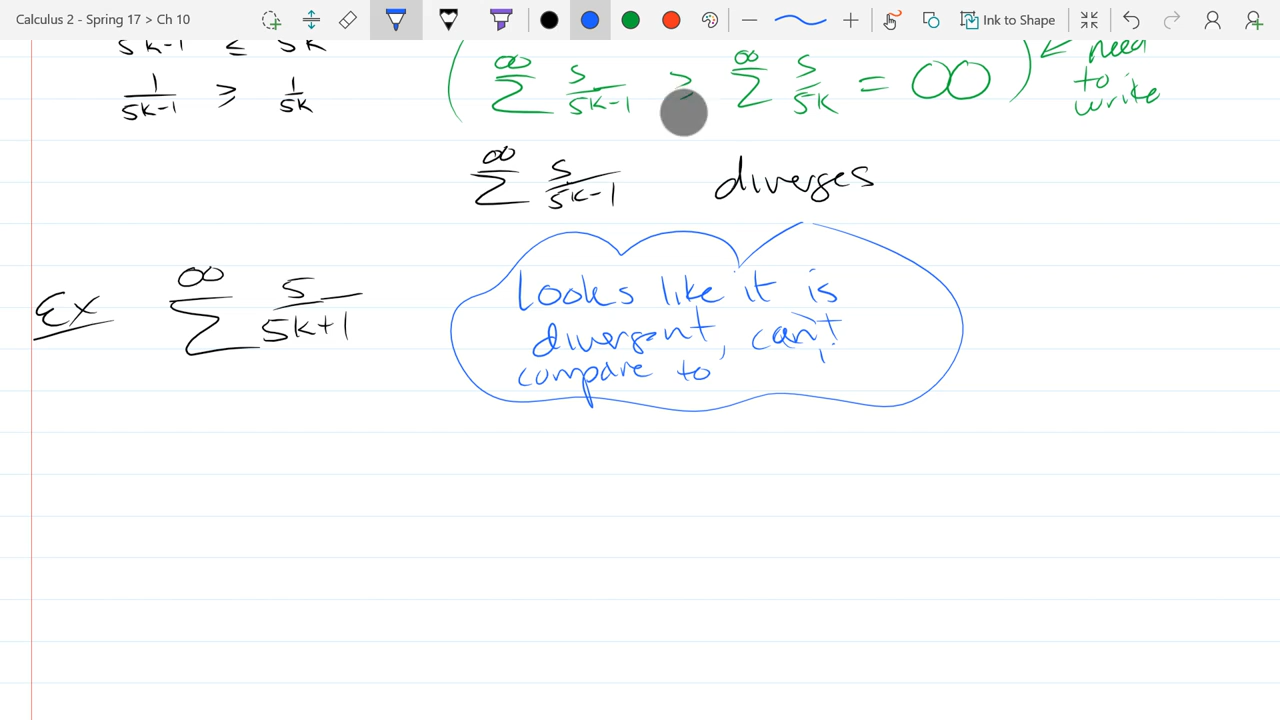 Calculus 2 - Spring 17 > Ch 10
Ink to Shape
5k-1 ≤ 5k
1/(5k-1) ≥ 1/(5k)
( ∑^∞ 5/(5k-1) ≥ ∑^∞ 5/(5k) = ∞ )
need
to
write
∑^∞ 5/(5k-1) diverges
Ex ∑^∞ 5/(5k+1)
Looks like it is
divergent, can't
compare to